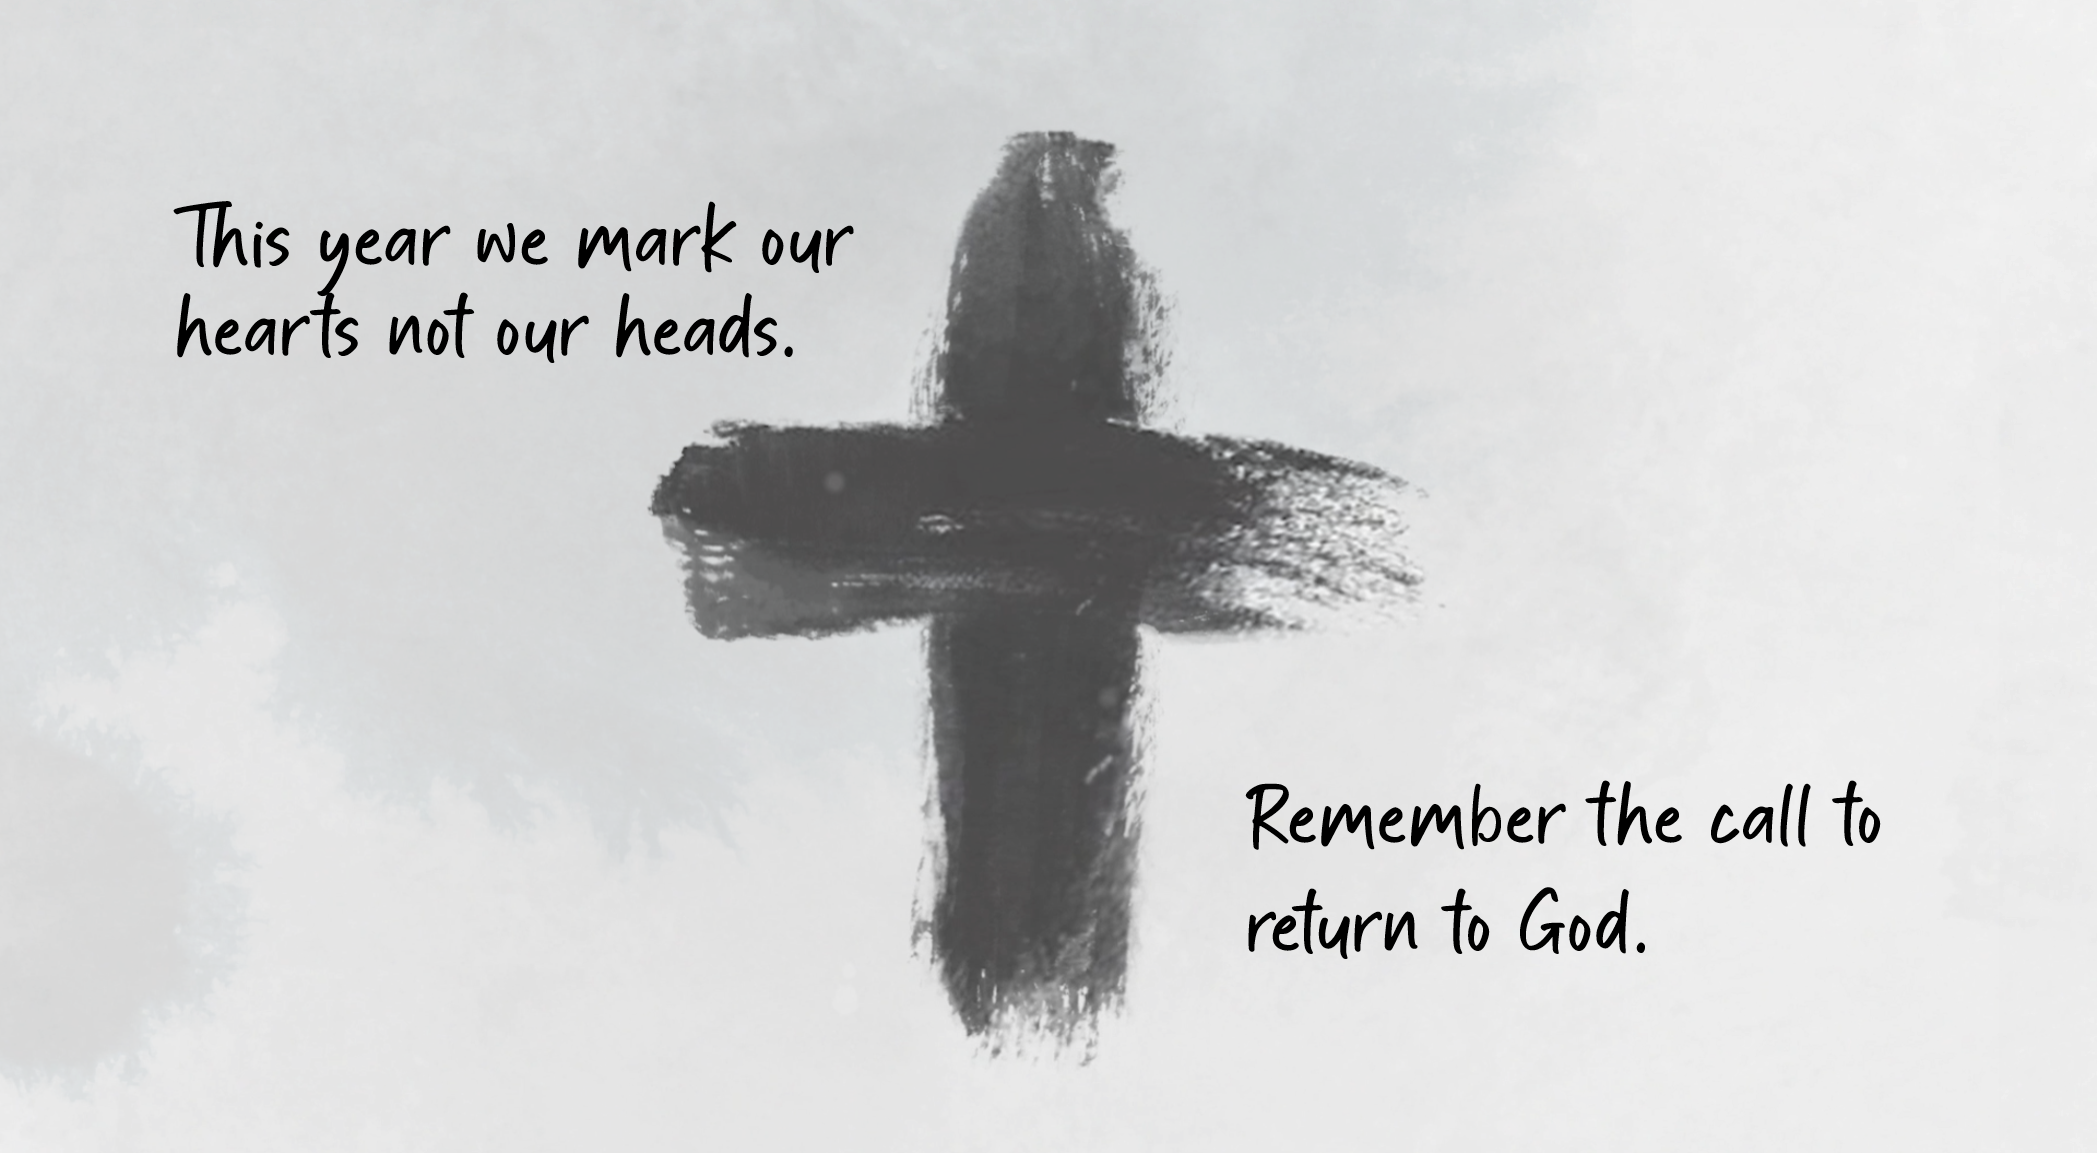 This year we mark our
hearts not our heads.
Remember the call to
return to God.